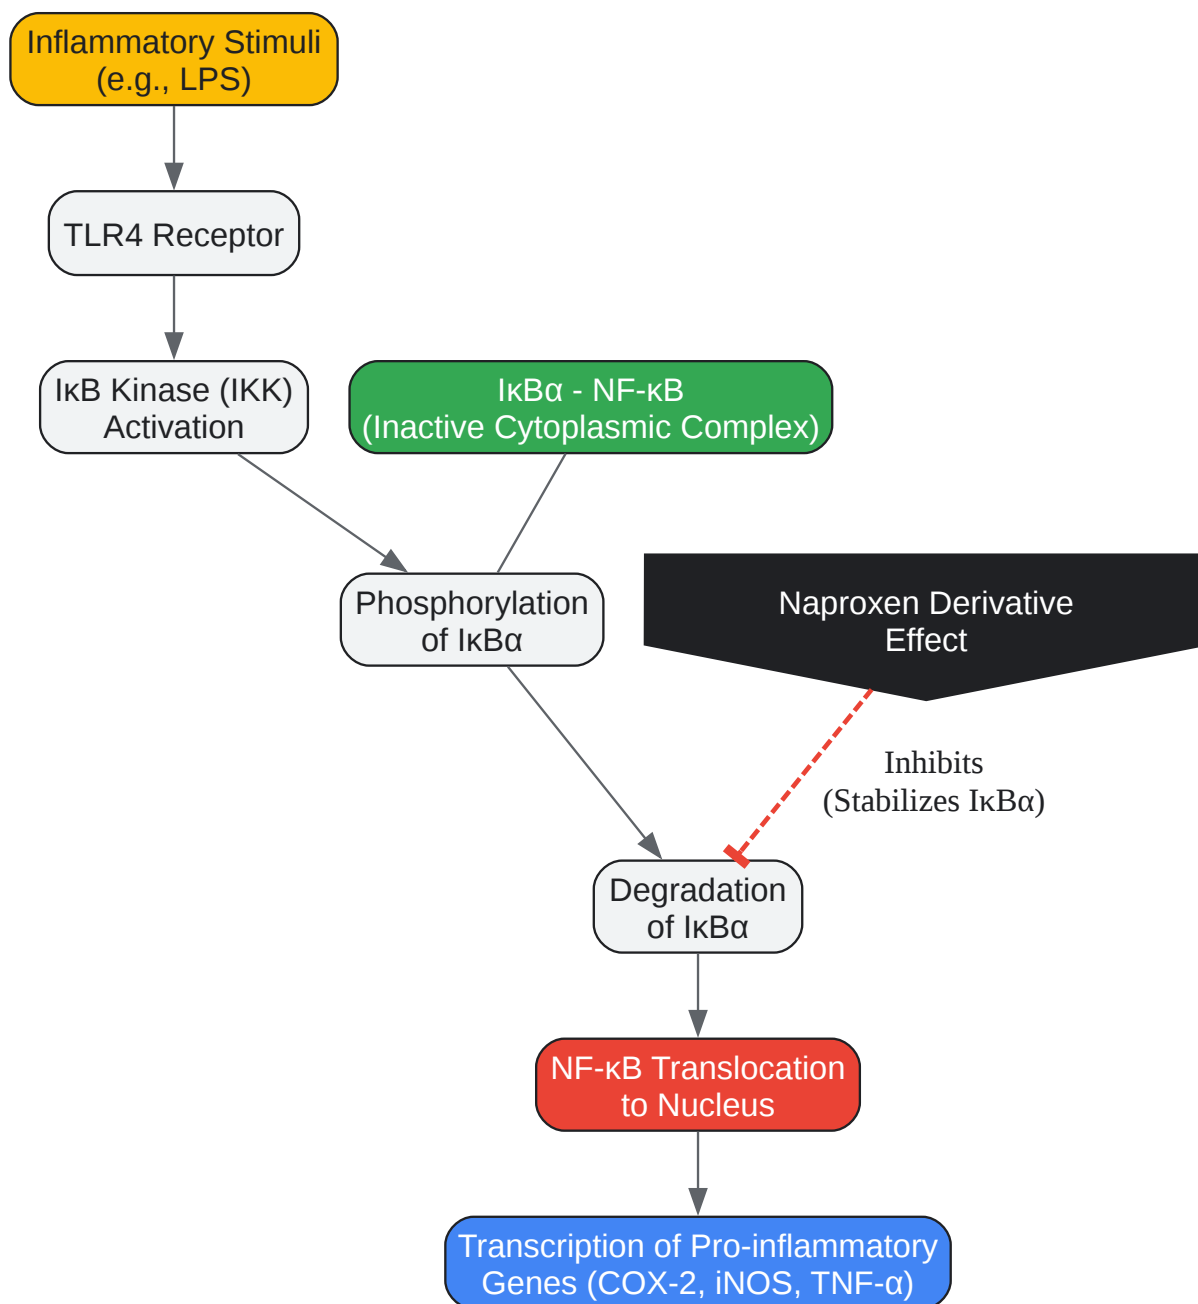 Inflammatory Stimuli
(e.g., LPS)
TLR4 Receptor
IκB Kinase (IKK)
Activation
IκBα - NF-κB
(Inactive Cytoplasmic Complex)
Phosphorylation
of IκBα
Naproxen Derivative
Effect
Inhibits
(Stabilizes IκBα)
Degradation
of IκBα
NF-κB Translocation
to Nucleus
Transcription of Pro-inflammatory
Genes (COX-2, iNOS, TNF-α)